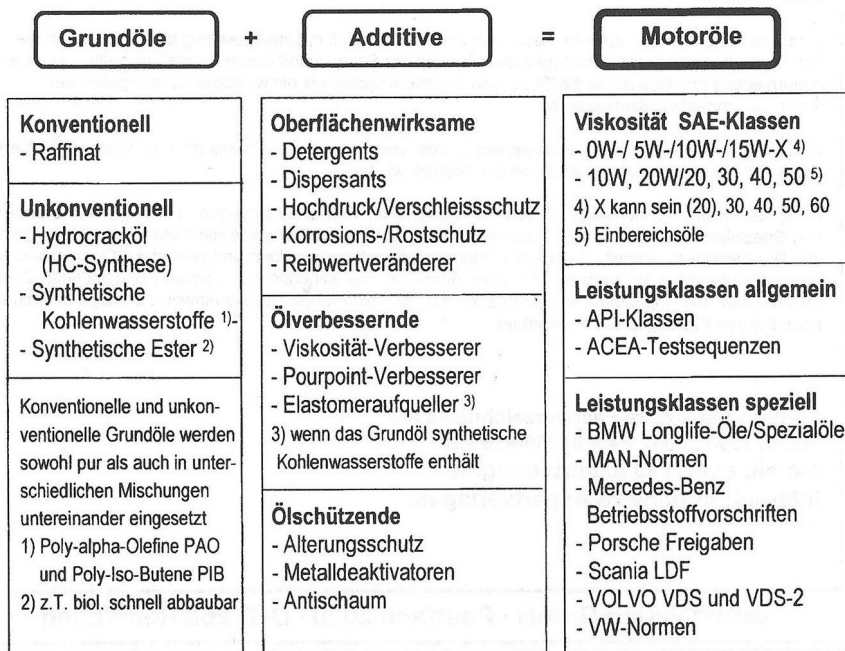 Grundöle + Additive = Motoröle
Konventionell
- Raffinat
Unkonventionell
- Hydrocracköl
(HC-Synthese)
- Synthetische
Kohlenwasserstoffe 1)-
- Synthetische Ester 2)
Konventionelle und unkon-
ventionelle Grundöle werden
sowohl pur als auch in unter-
schiedlichen Mischungen
untereinander eingesetzt
1) Poly-alpha-Olefine PAO
und Poly-Iso-Butene PIB
2) z.T. biol. schnell abbaubar
Oberflächenwirksame
- Detergents
- Dispersants
- Hochdruck/Verschleissschutz
- Korrosions-/Rostschutz
- Reibwertveränderer
Ölverbessernde
- Viskosität-Verbesserer
- Pourpoint-Verbesserer
- Elastomeraufqueller 3)
3) wenn das Grundöl synthetische
Kohlenwasserstoffe enthält
Ölschützende
- Alterungsschutz
- Metalldeaktivatoren
- Antischaum
Viskosität SAE-Klassen
- 0W-/ 5W-/10W-/15W-X 4)
- 10W, 20W/20, 30, 40, 50 5)
4) X kann sein (20), 30, 40, 50, 60
5) Einbereichsöle
Leistungsklassen allgemein
- API-Klassen
- ACEA-Testsequenzen
Leistungsklassen speziell
- BMW Longlife-Öle/Spezialöle
- MAN-Normen
- Mercedes-Benz
Betriebsstoffvorschriften
- Porsche Freigaben
- Scania LDF
- VOLVO VDS und VDS-2
- VW-Normen